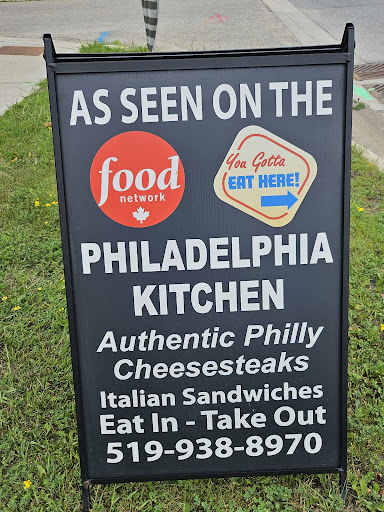 AS SEEN ON THE
food
network
You Gotta
EAT HERE!
PHILADELPHIA
KITCHEN
Authentic Philly
Cheesesteaks
Italian Sandwiches
Eat In - Take Out
519-938-8970